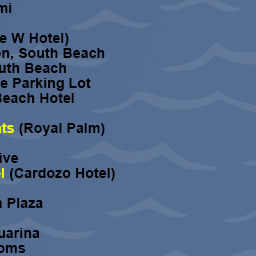 mi
e W Hotel)
on, South Beach
uth Beach
e Parking Lot
Beach Hotel
ts (Royal Palm)
ive
l (Cardozo Hotel)
n Plaza
uarina
oms